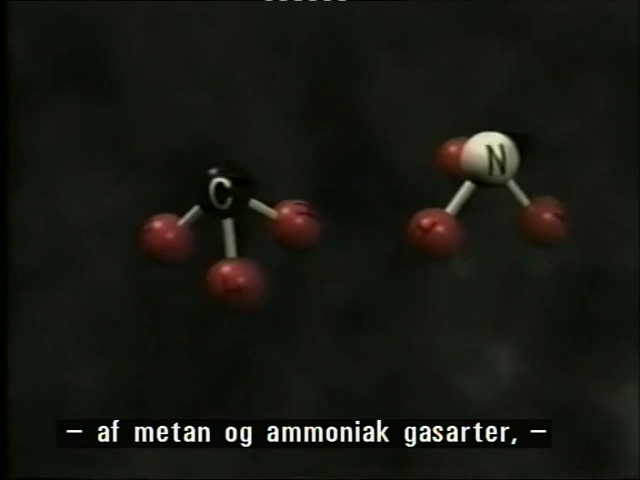 C
N
– af metan og ammoniak gasarter, –